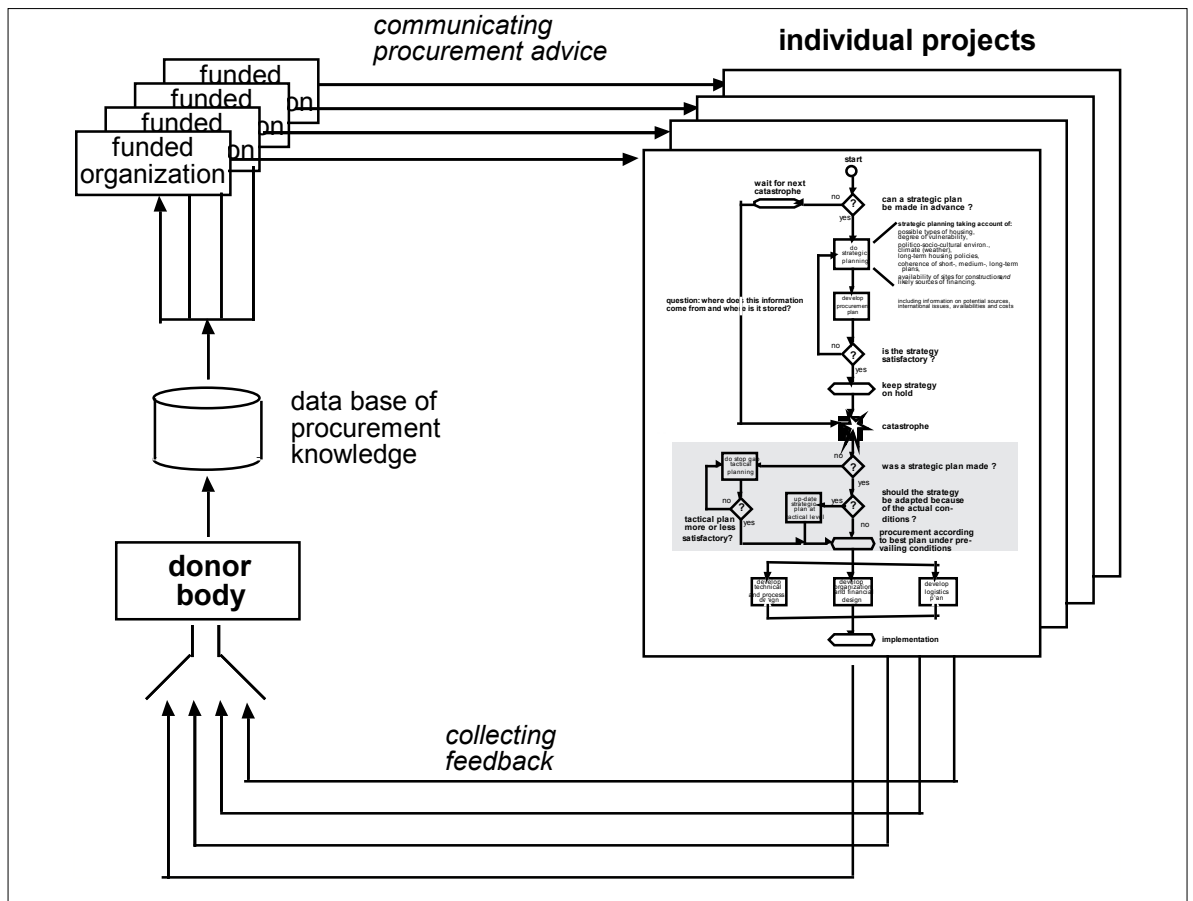 communicating
procurement advice
individual projects
funded
on
funded
on
funded
on
funded
organization
data base of
procurement
knowledge
donor
body
collecting
feedback
start
wait for next
catastrophe
no
?
can a strategic plan
be made in advance ?
yes
do
strategic
planning
strategic planning taking account of:
possible types of housing,
degree of vulnerability,
politico-socio-cultural environ.,
climate (weather),
long-term housing policies,
coherence of short-, medium-, long-term
plans,
availability of sites for construction and
likely sources of financing.
question: where does this information
come from and where is it stored?
develop
procurement
plan
including information on potential sources,
international issues, availabilities and costs
no
?
is the strategy
satisfactory ?
yes
keep strategy
on hold
catastrophe
no
?
was a strategic plan made ?
do stop gap
tactical
planning
yes
no
?
yes
tactical plan
more or less
satisfactory?
up-date
strategic
plan at
tactical level
yes
?
no
should the strategy
be adapted because
of the actual con-
ditions ?
procurement according
to best plan under pre-
vailing conditions
develop
technical
and process
design
develop
organization
and financial
design
develop
logistics
plan
implementation